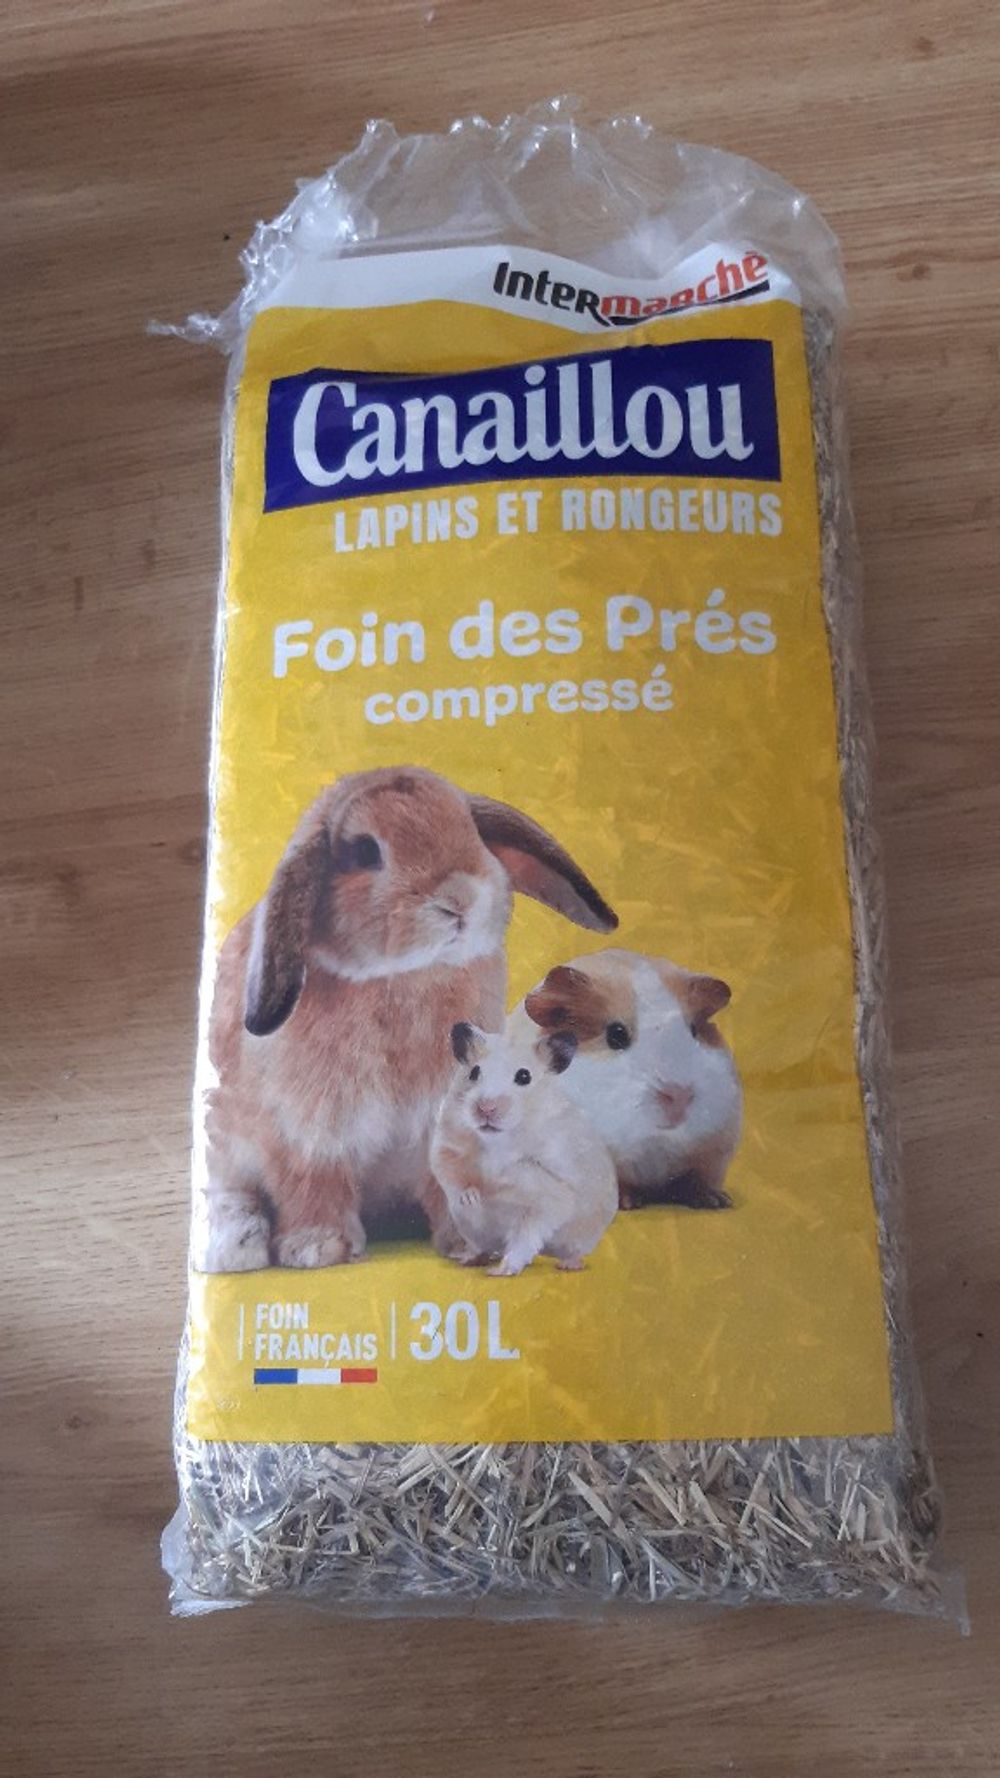 Intermarché
Canaillou
LAPINS ET RONGEURS
Foin des Prés
compressé
FOIN
FRANÇAIS
30L